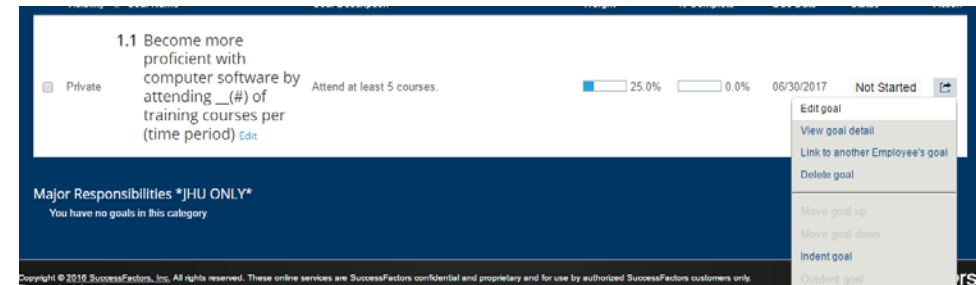 1.1 Become more
proficient with
computer software by
attending __(#) of
training courses per
(time period) Edit
Private
Attend at least 5 courses.
25.0%
0.0%
06/30/2017
Not Started
Edit goal
View goal detail
Link to another Employee's goal
Delete goal
Move goal up
Move goal down
Indent goal
Outdent goal
Major Responsibilities *JHU ONLY*
You have no goals in this category.
Copyright © 2016 SuccessFactors, Inc. All rights reserved. These online services are SuccessFactors confidential and proprietary and for use by authorized SuccessFactors customers only.